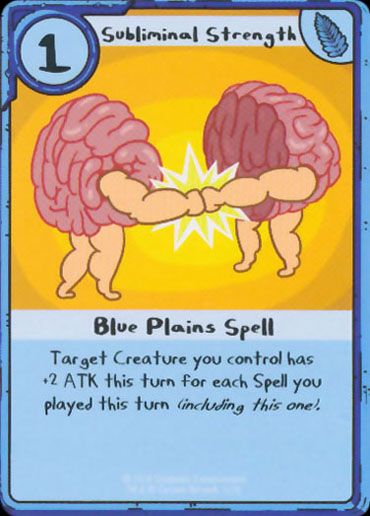 1
Subliminal Strength
Blue Plains Spell
Target Creature you control has
+2 ATK this turn for each Spell you
played this turn (including this one).